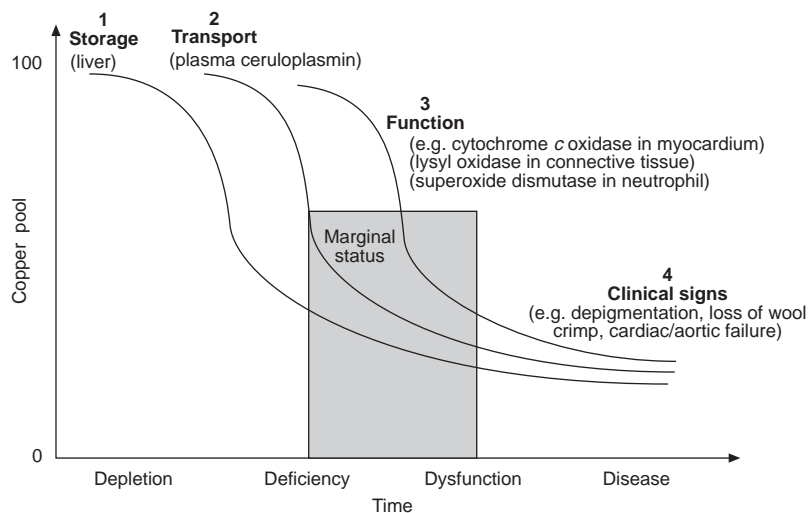 1
Storage
(liver)
2
Transport
(plasma ceruloplasmin)
3
Function
(e.g. cytochrome c oxidase in myocardium)
(lysyl oxidase in connective tissue)
(superoxide dismutase in neutrophil)
100
Copper pool
0
Marginal
status
4
Clinical signs
(e.g. depigmentation, loss of wool
crimp, cardiac/aortic failure)
Depletion
Deficiency
Dysfunction
Disease
Time